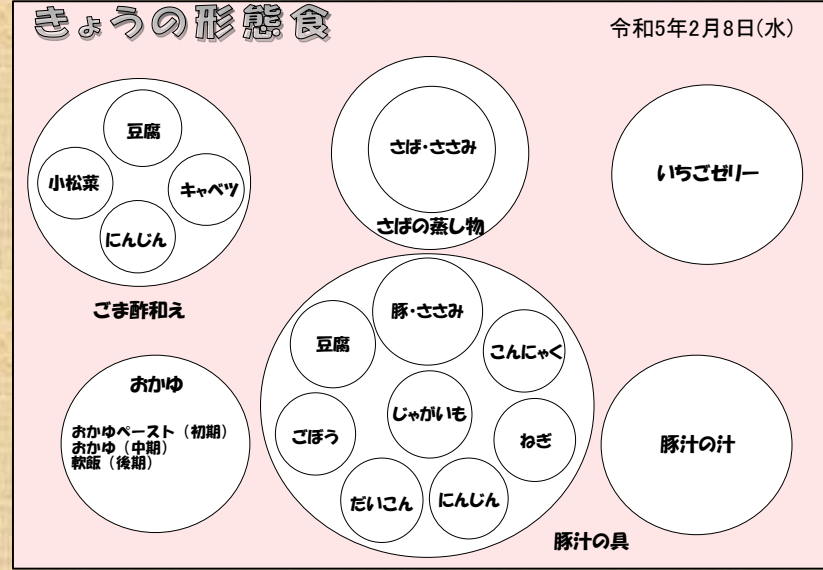 きょうの形態食
令和5年2月8日(水)
豆腐
小松菜
キャベツ
にんじん
ごま酢和え
さば・ささみ
さばの蒸し物
いちごゼリー
おかゆ
おかゆペースト（初期）
おかゆ（中期）
軟飯（後期）
豚・ささみ
豆腐
こんにゃく
じゃがいも
ごぼう
ねぎ
だいこん
にんじん
豚汁の具
豚汁の汁